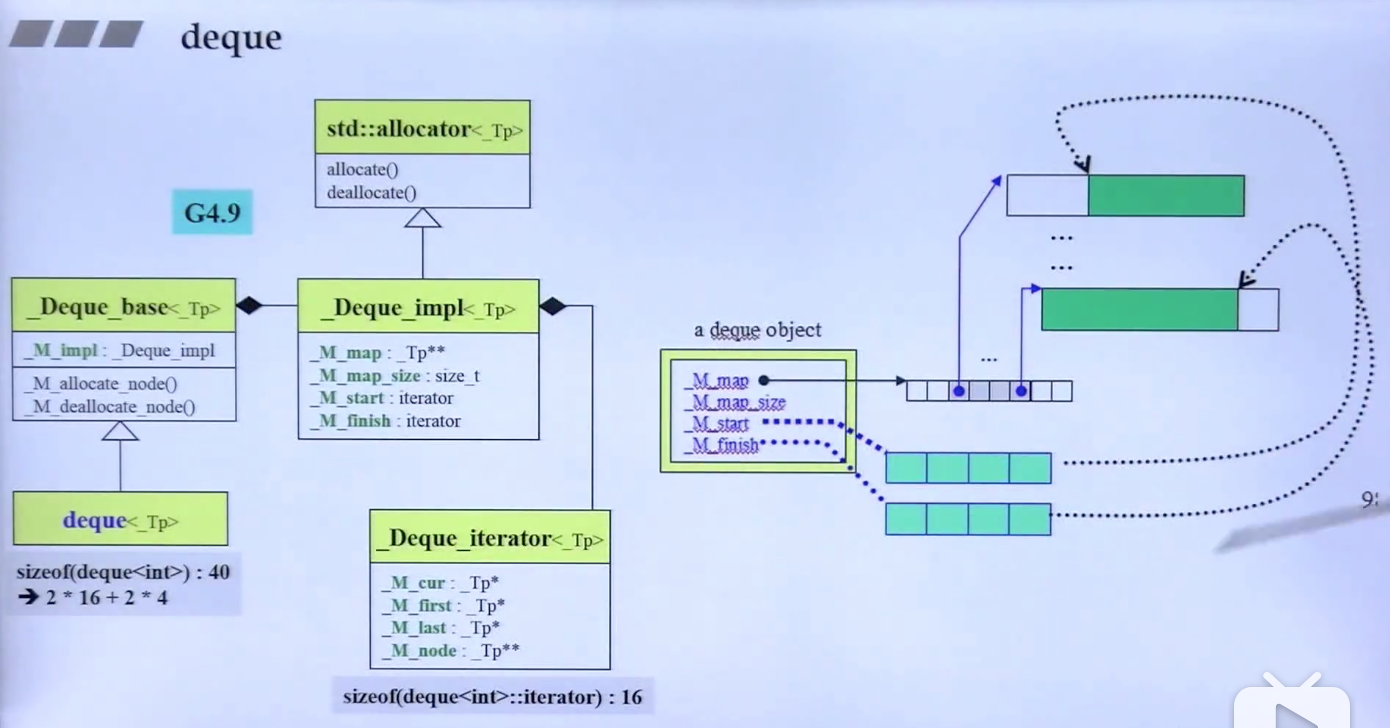 deque
std::allocator<_Tp>
allocate()
deallocate()
G4.9
_Deque_base<_Tp>
_M_impl : _Deque_impl
_M_allocate_node()
_M_deallocate_node()
_Deque_impl<_Tp>
_M_map : _Tp**
_M_map_size : size_t
_M_start : iterator
_M_finish : iterator
deque<_Tp>
sizeof(deque<int>) : 40
➔ 2 * 16 + 2 * 4
_Deque_iterator<_Tp>
_M_cur : _Tp*
_M_first : _Tp*
_M_last : _Tp*
_M_node : _Tp**
sizeof(deque<int>::iterator) : 16
a deque object
_M_map
_M_map_size
_M_start
_M_finish
...
...
...